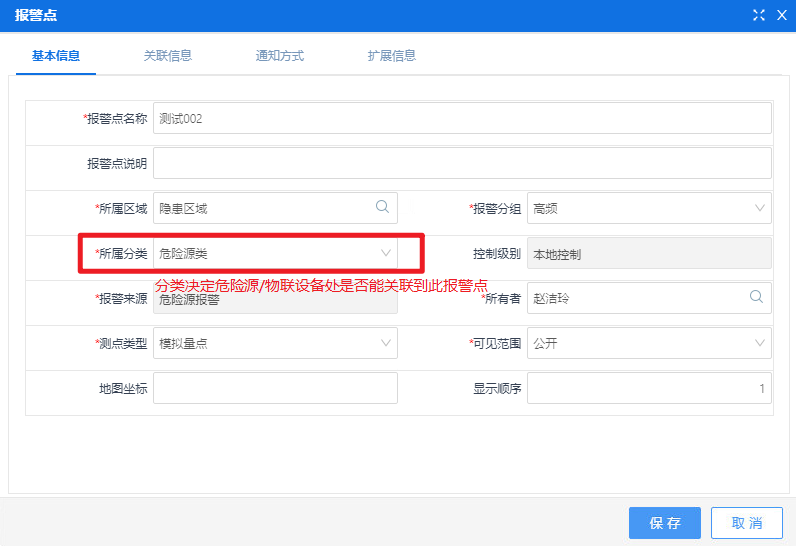 报警点
基本信息 关联信息 通知方式 扩展信息
*报警点名称 测试002
报警点说明
*所属区域 隐患区域 *报警分组 高频
*所属分类 危险源类 控制级别 本地控制
分类决定危险源/物联设备处是否能关联到此报警点
*报警来源 危险源报警 *所有者 赵洁玲
*测点类型 模拟量点 *可见范围 公开
地图坐标 显示顺序 1
保存 取消